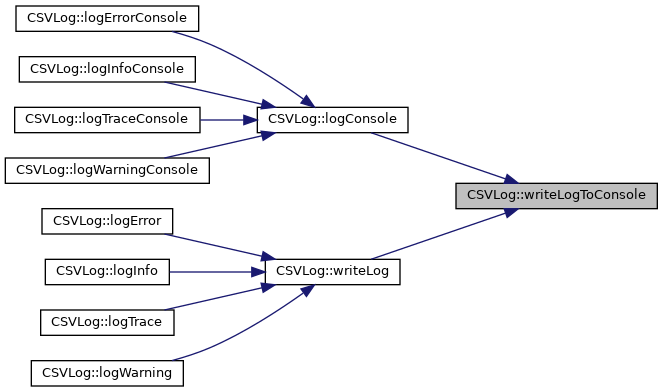 CSVLog::logErrorConsole
CSVLog::logInfoConsole
CSVLog::logTraceConsole
CSVLog::logConsole
CSVLog::logWarningConsole
CSVLog::writeLogToConsole
CSVLog::logError
CSVLog::logInfo
CSVLog::writeLog
CSVLog::logTrace
CSVLog::logWarning